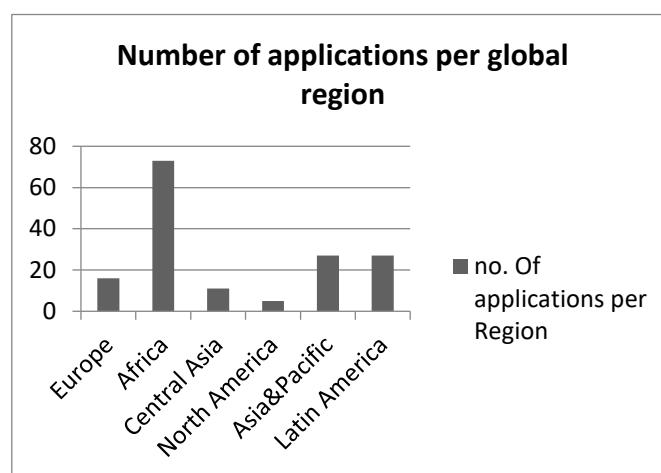 Number of applications per global
region
80
60
40
20
0
Europe
Africa
Central Asia
North America
Asia&Pacific
Latin America
no. Of
applications per
Region